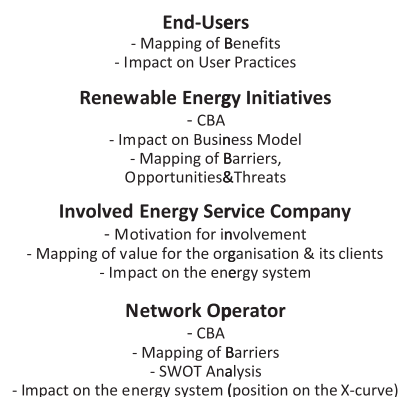 End-Users
- Mapping of Benefits
- Impact on User Practices
Renewable Energy Initiatives
- CBA
- Impact on Business Model
- Mapping of Barriers,
Opportunities&Threats
Involved Energy Service Company
- Motivation for involvement
- Mapping of value for the organisation & its clients
- Impact on the energy system
Network Operator
- CBA
- Mapping of Barriers
- SWOT Analysis
- Impact on the energy system (position on the X-curve)